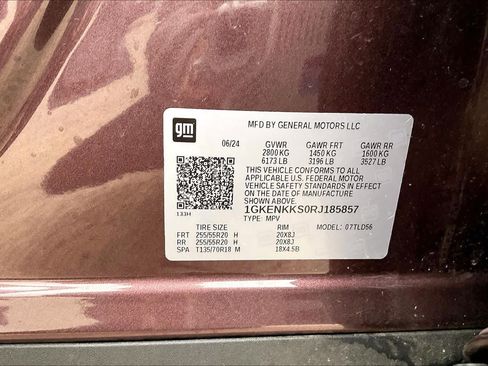 gm
MFD BY GENERAL MOTORS LLC
06/24 GVWR GAWR FRT GAWR RR
2800 KG 1450 KG 1600 KG
6173 LB 3196 LB 3527 LB
THIS VEHICLE CONFORMS TO ALL
APPLICABLE U.S. FEDERAL MOTOR
VEHICLE SAFETY STANDARDS IN EFFECT
ON THE DATE OF MANUFACTURE
SHOWN ABOVE.
1GKENKKS0RJ185857
133H TYPE: MPV
TIRE SIZE RIM MODEL: 07TLD56
FRT 255/55R20 H 20X8J
RR 255/55R20 H 20X8J
SPA T135/70R18 M 18X4.5B